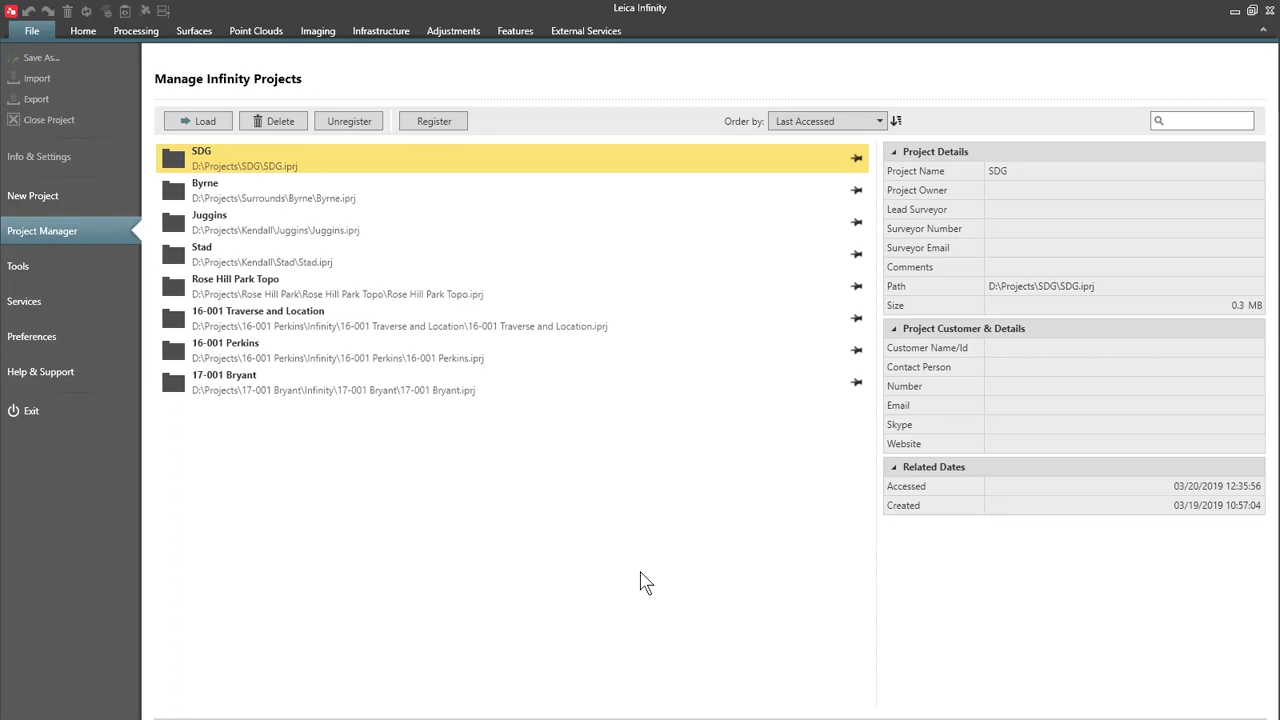 Leica Infinity
File Home Processing Surfaces Point Clouds Imaging Infrastructure Adjustments Features External Services
Save As...
Import
Export
Close Project
Info & Settings
New Project
Project Manager
Tools
Services
Preferences
Help & Support
Exit
Manage Infinity Projects
Load Delete Unregister Register Order by: Last Accessed
SDG
D:\Projects\SDG\SDG.iprj
Byrne
D:\Projects\Surrounds\Byrne\Byrne.iprj
Juggins
D:\Projects\Kendall\Juggins\Juggins.iprj
Stad
D:\Projects\Kendall\Stad\Stad.iprj
Rose Hill Park Topo
D:\Projects\Rose Hill Park\Rose Hill Park Topo\Rose Hill Park Topo.iprj
16-001 Traverse and Location
D:\Projects\16-001 Perkins\Infinity\16-001 Traverse and Location\16-001 Traverse and Location.iprj
16-001 Perkins
D:\Projects\16-001 Perkins\Infinity\16-001 Perkins\16-001 Perkins.iprj
17-001 Bryant
D:\Projects\17-001 Bryant\Infinity\17-001 Bryant\17-001 Bryant.iprj
Project Details
Project Name SDG
Project Owner
Lead Surveyor
Surveyor Number
Surveyor Email
Comments
Path D:\Projects\SDG\SDG.iprj
Size 0.3 MB
Project Customer & Details
Customer Name/Id
Contact Person
Number
Email
Skype
Website
Related Dates
Accessed 03/20/2019 12:35:56
Created 03/19/2019 10:57:04